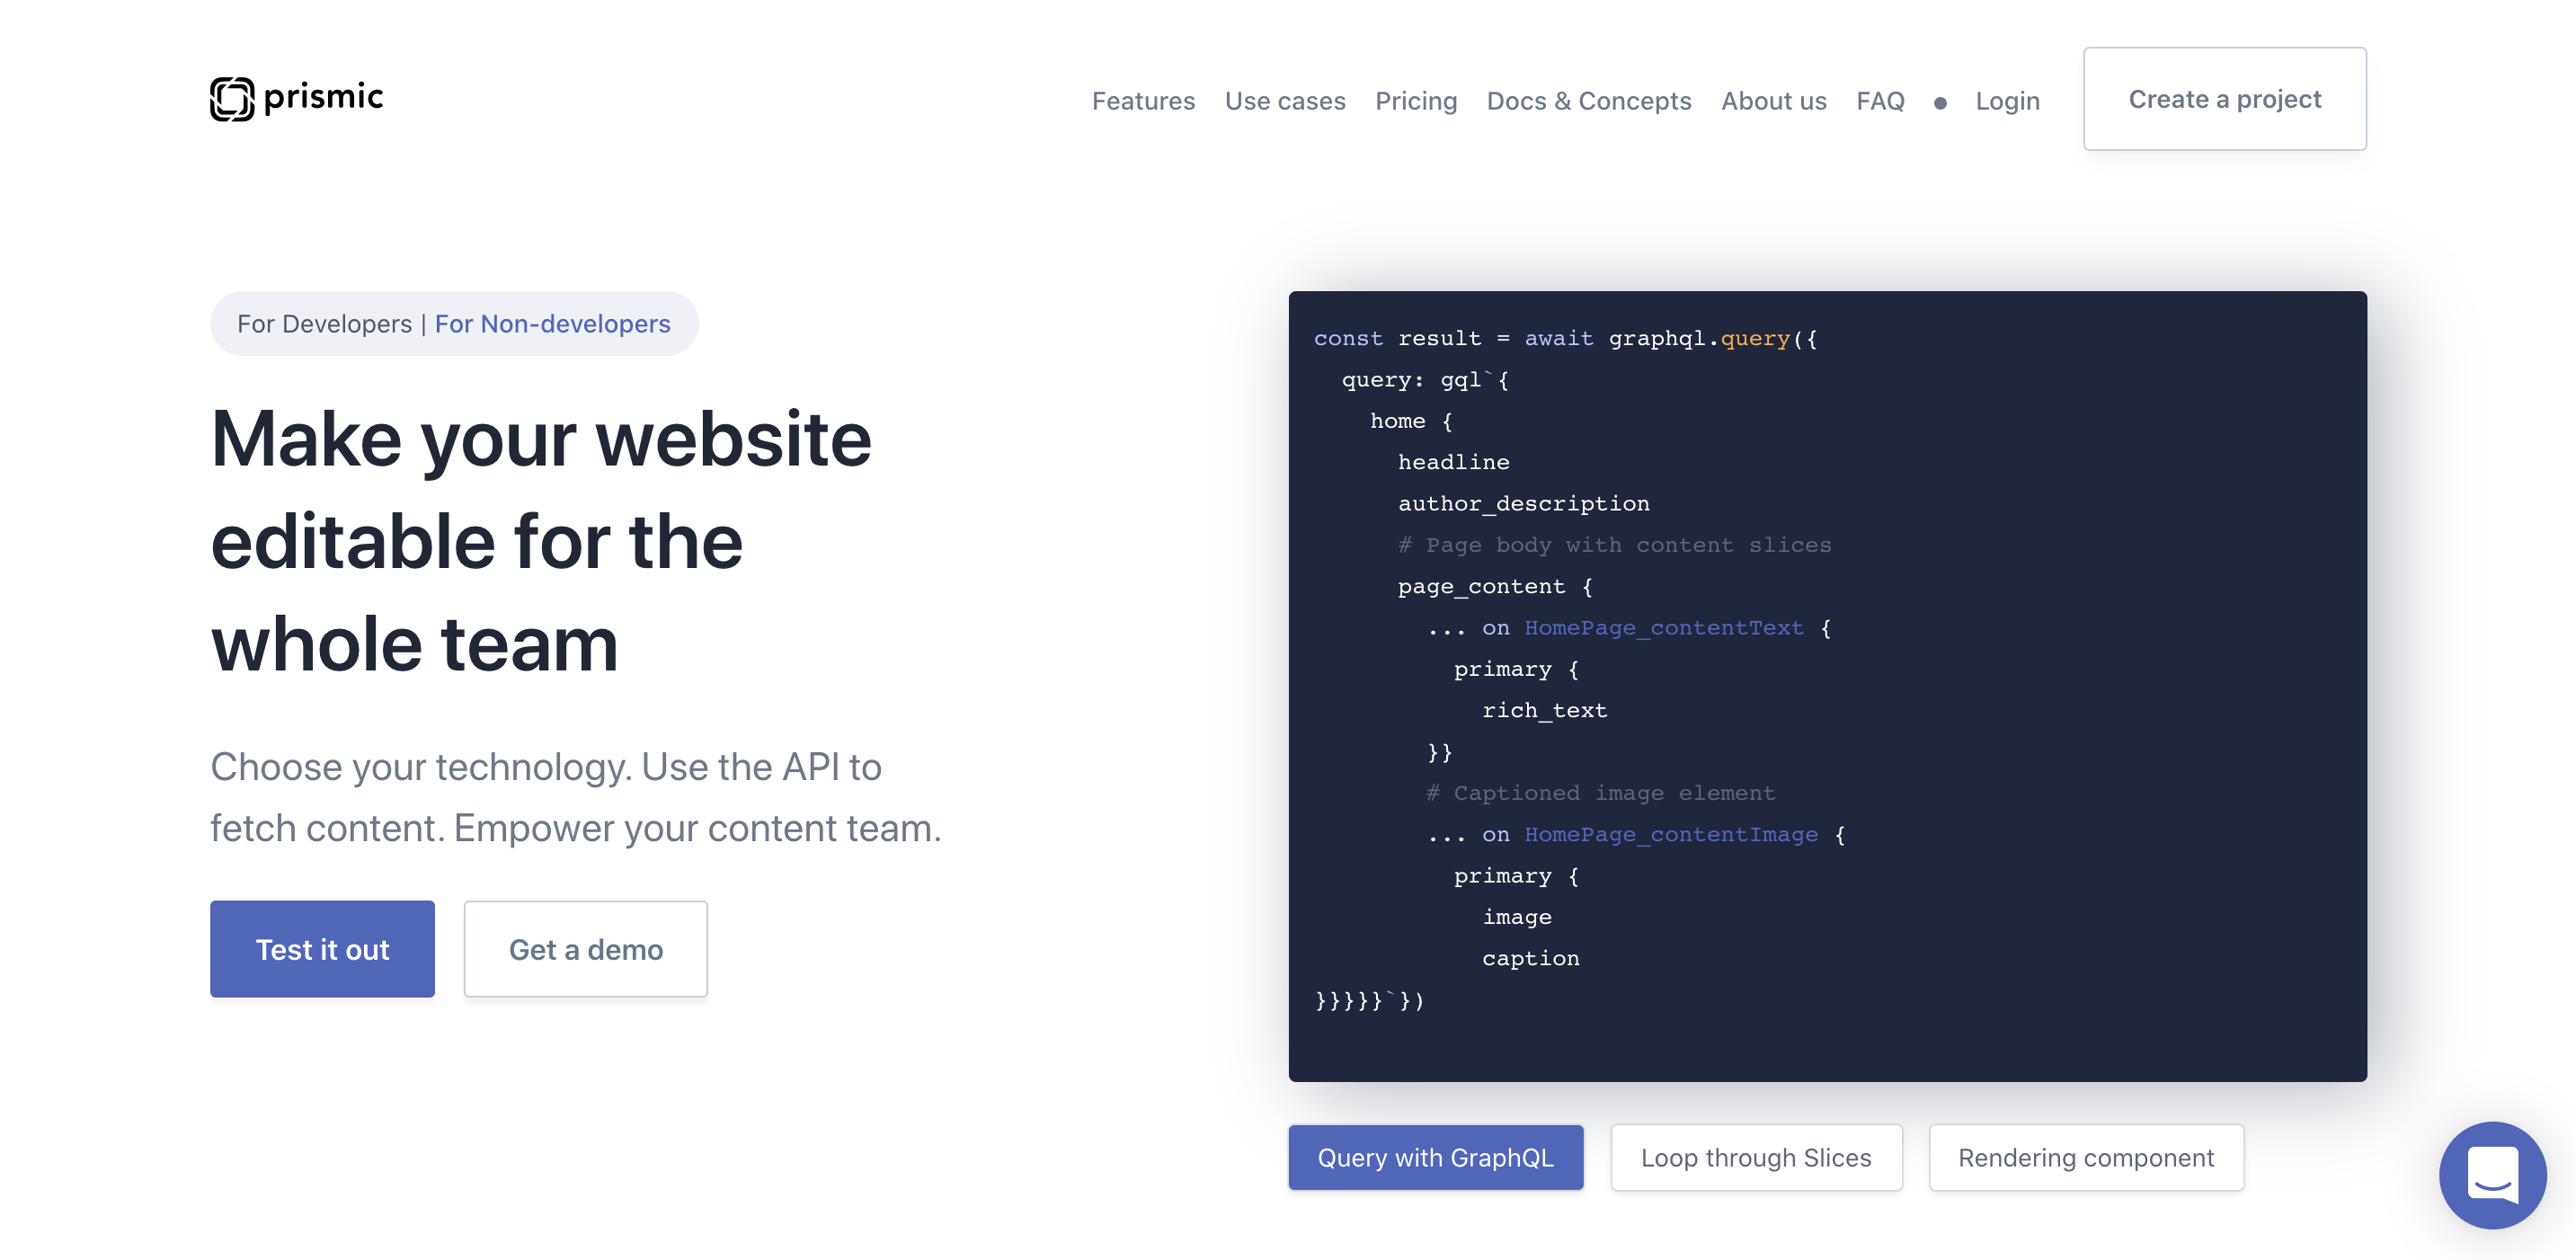 prismic
Features Use cases Pricing Docs & Concepts About us FAQ ● Login Create a project
For Developers | For Non-developers
Make your website
editable for the
whole team
Choose your technology. Use the API to
fetch content. Empower your content team.
Test it out Get a demo
const result = await graphql.query({
  query: gql`{
    home {
      headline
      author_description
      # Page body with content slices
      page_content {
        ... on HomePage_contentText {
          primary {
            rich_text
        }}
        # Captioned image element
        ... on HomePage_contentImage {
          primary {
            image
            caption
}}}}}`})
Query with GraphQL Loop through Slices Rendering component